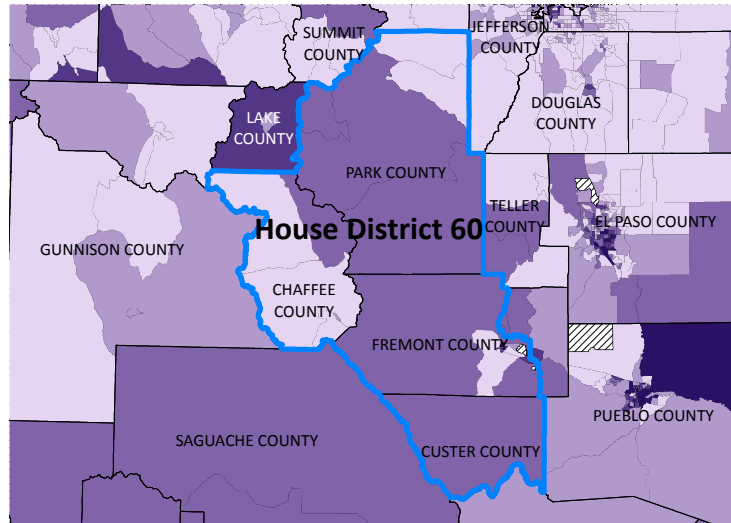 SUMMIT
COUNTY
JEFFERSON
COUNTY
LAKE
COUNTY
DOUGLAS
COUNTY
PARK COUNTY
TELLER
COUNTY
EL PASO COUNTY
House District 60
GUNNISON COUNTY
CHAFFEE
COUNTY
FREMONT COUNTY
PUEBLO COUNTY
SAGUACHE COUNTY
CUSTER COUNTY